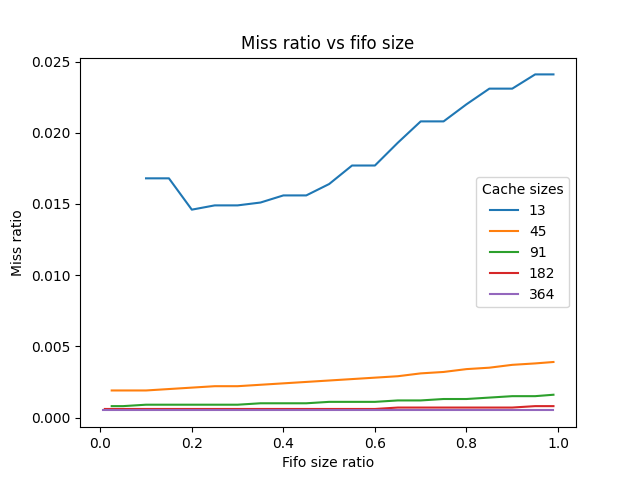 Miss ratio vs fifo size
Miss ratio
0.025
0.020
0.015
0.010
0.005
0.000
Cache sizes
13
45
91
182
364
0.0 0.2 0.4 0.6 0.8 1.0
Fifo size ratio